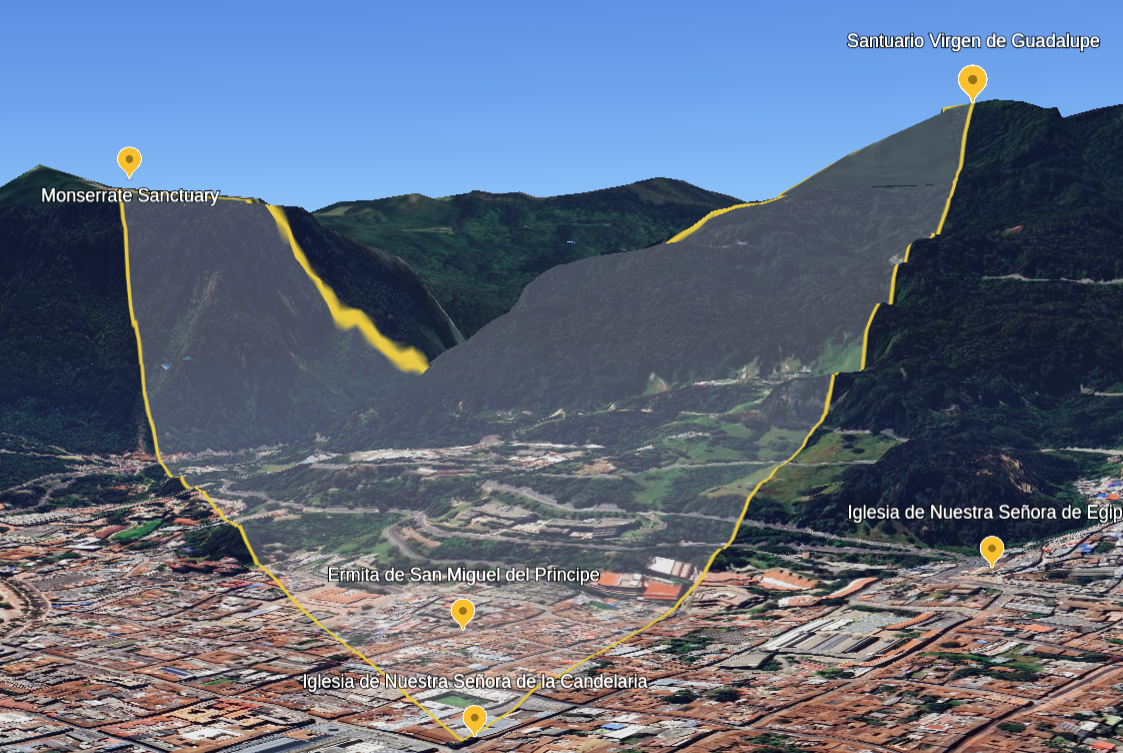 Santuario Virgen de Guadalupe
Monserrate Sanctuary
Iglesia de Nuestra Señora de Egip
Ermita de San Miguel del Príncipe
Iglesia de Nuestra Señora de la Candelaria